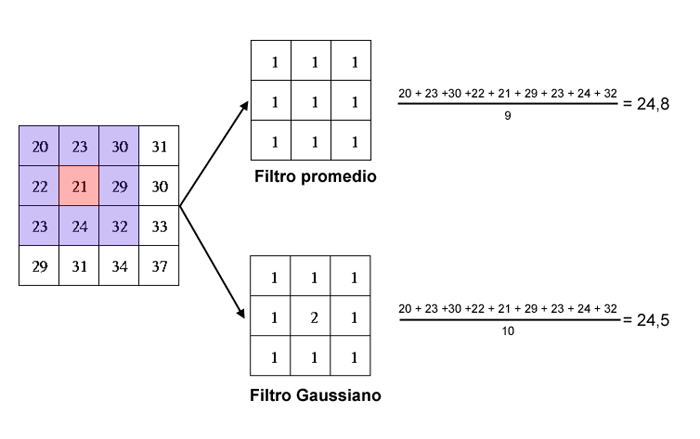 20 23 30 31
22 21 29 30
23 24 32 33
29 31 34 37
1 1 1
1 1 1
1 1 1
Filtro promedio
20 + 23 +30 +22 + 21 + 29 + 23 + 24 + 32
9
= 24,8
1 1 1
1 2 1
1 1 1
Filtro Gaussiano
20 + 23 +30 +22 + 21 + 29 + 23 + 24 + 32
10
= 24,5